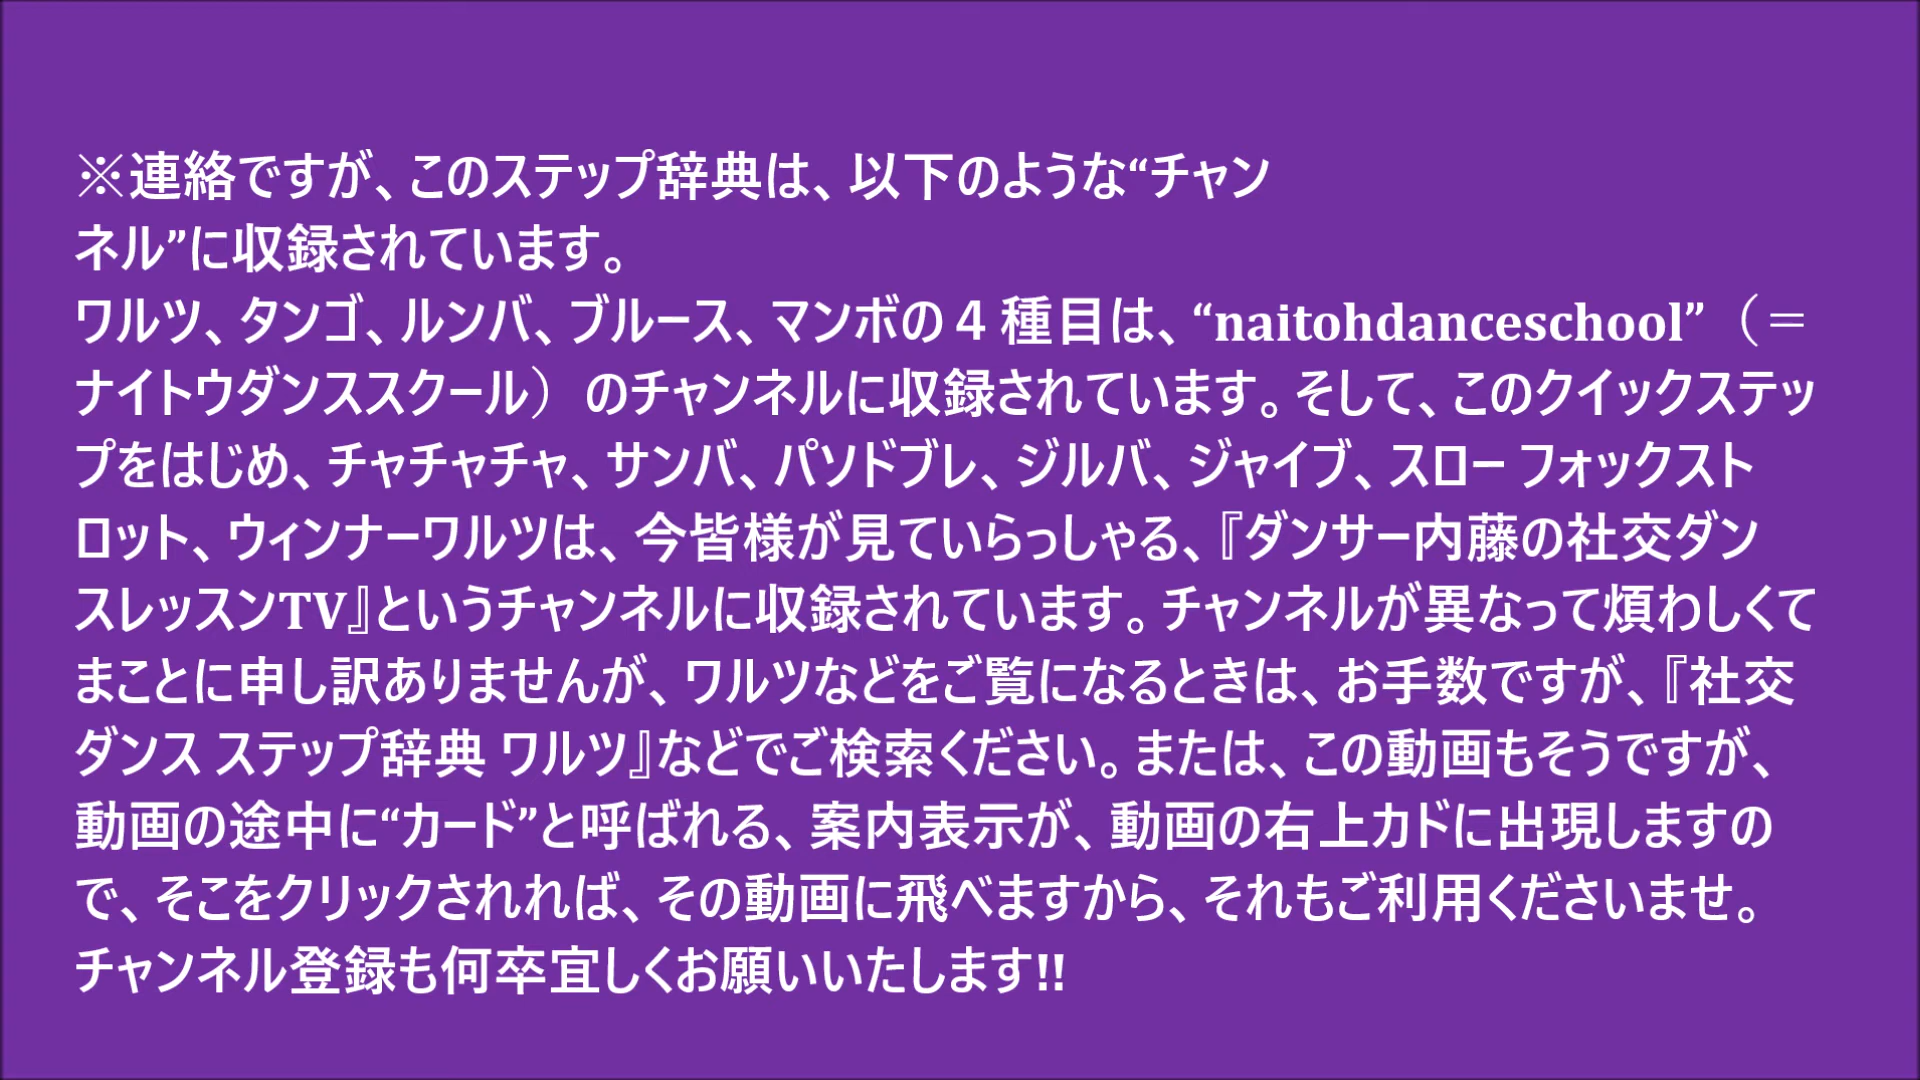 ※連絡ですが、このステップ辞典は、以下のような“チャン
ネル”に収録されています。
ワルツ、タンゴ、ルンバ、ブルース、マンボの４種目は、“naitohdanceschool”（＝
ナイトウダンススクール）のチャンネルに収録されています。そして、このクイックステッ
プをはじめ、チャチャチャ、サンバ、パソドブレ、ジルバ、ジャイブ、スロー フォックスト
ロット、ウィンナーワルツは、今皆様が見ていらっしゃる、『ダンサー内藤の社交ダン
スレッスンTV』というチャンネルに収録されています。チャンネルが異なって煩わしくて
まことに申し訳ありませんが、ワルツなどをご覧になるときは、お手数ですが、『社交
ダンス ステップ辞典 ワルツ』などでご検索ください。または、この動画もそうですが、
動画の途中に“カード”と呼ばれる、案内表示が、動画の右上カドに出現しますの
で、そこをクリックされれば、その動画に飛べますから、それもご利用くださいませ。
チャンネル登録も何卒宜しくお願いいたします!!